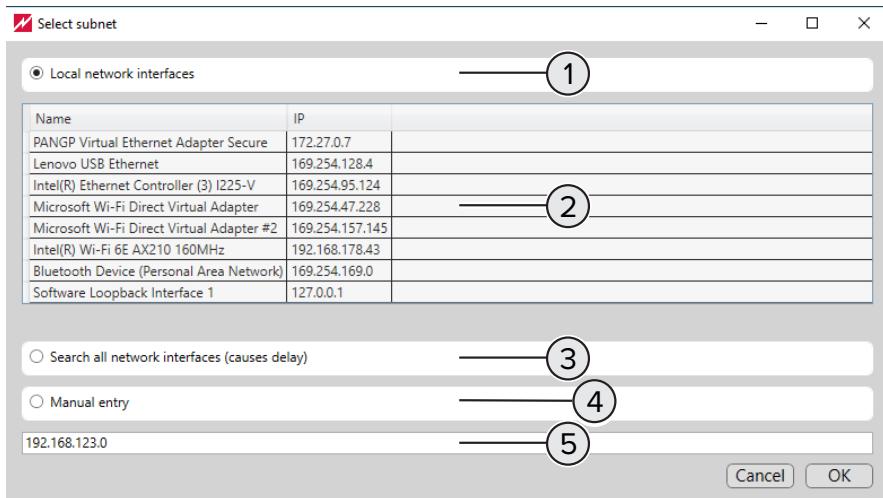 Select subnet
Local network interfaces 1
Name IP
PANGP Virtual Ethernet Adapter Secure 172.27.0.7
Lenovo USB Ethernet 169.254.128.4
Intel(R) Ethernet Controller (3) I225-V 169.254.95.124
Microsoft Wi-Fi Direct Virtual Adapter 169.254.47.228 2
Microsoft Wi-Fi Direct Virtual Adapter #2 169.254.157.145
Intel(R) Wi-Fi 6E AX210 160MHz 192.168.178.43
Bluetooth Device (Personal Area Network) 169.254.169.0
Software Loopback Interface 1 127.0.0.1
Search all network interfaces (causes delay) 3
Manual entry 4
192.168.123.0 5
Cancel OK